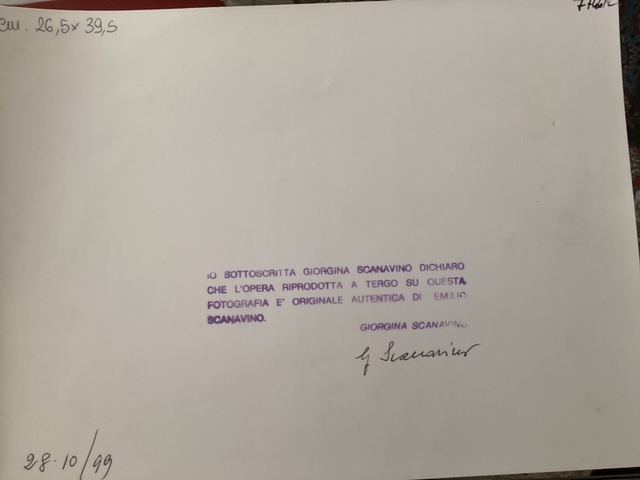 cm. 26,5 x 39,5
IO SOTTOSCRITTA GIORGINA SCANAVINO DICHIARO
CHE L'OPERA RIPRODOTTA A TERGO SU QUESTA
FOTOGRAFIA E' ORIGINALE AUTENTICA DI EMILIO
SCANAVINO.
GIORGINA SCANAVINO
G Scanavino
28.10/99